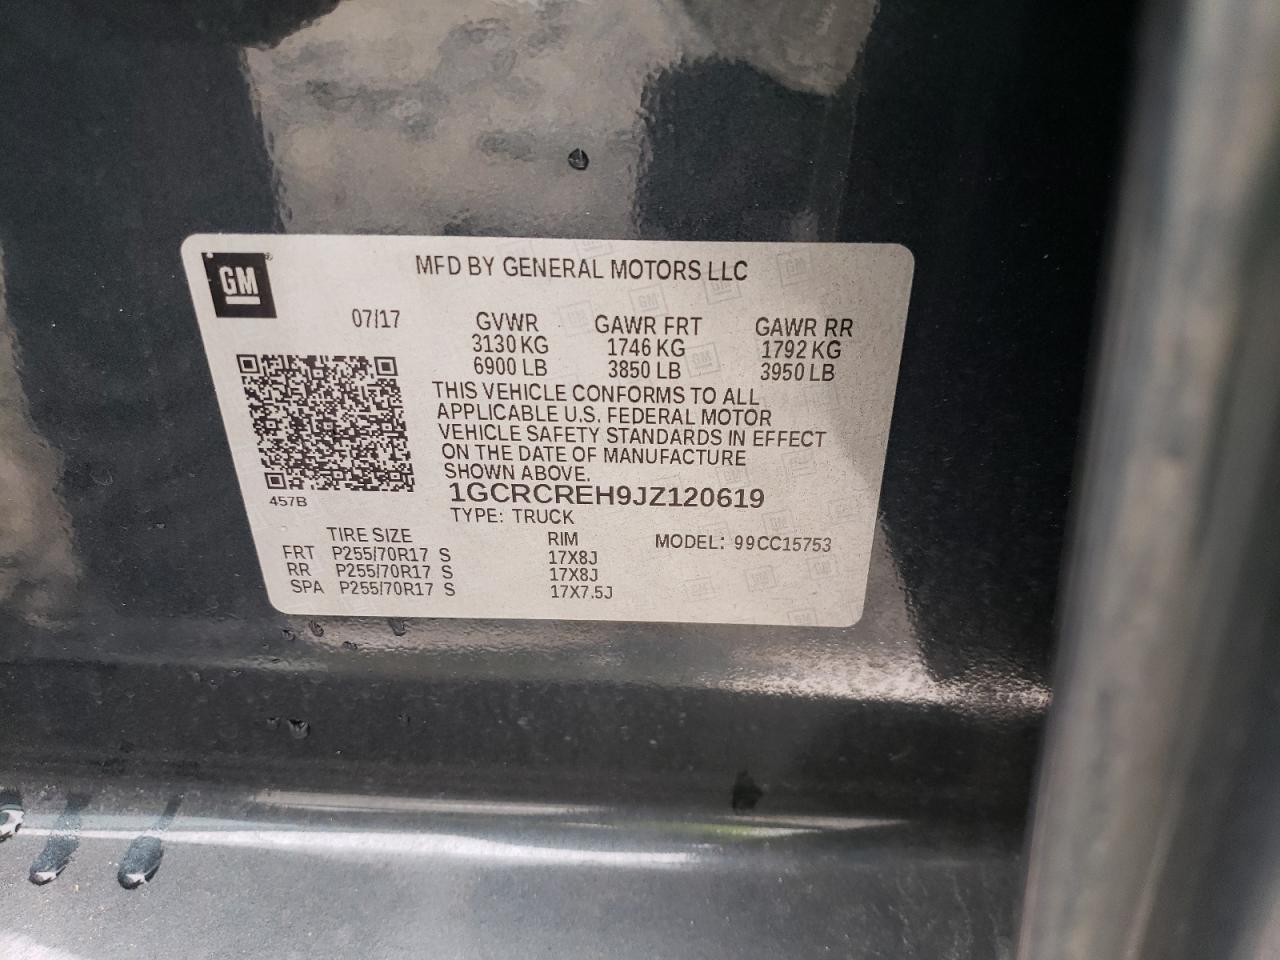 GM
MFD BY GENERAL MOTORS LLC
07/17
GVWR GAWR FRT GAWR RR
3130 KG 1746 KG 1792 KG
6900 LB 3850 LB 3950 LB
THIS VEHICLE CONFORMS TO ALL
APPLICABLE U.S. FEDERAL MOTOR
VEHICLE SAFETY STANDARDS IN EFFECT
ON THE DATE OF MANUFACTURE
SHOWN ABOVE.
457B
1GCRCREH9JZ120619
TYPE: TRUCK
TIRE SIZE RIM MODEL: 99CC15753
FRT P255/70R17 S 17X8J
RR P255/70R17 S 17X8J
SPA P255/70R17 S 17X7.5J